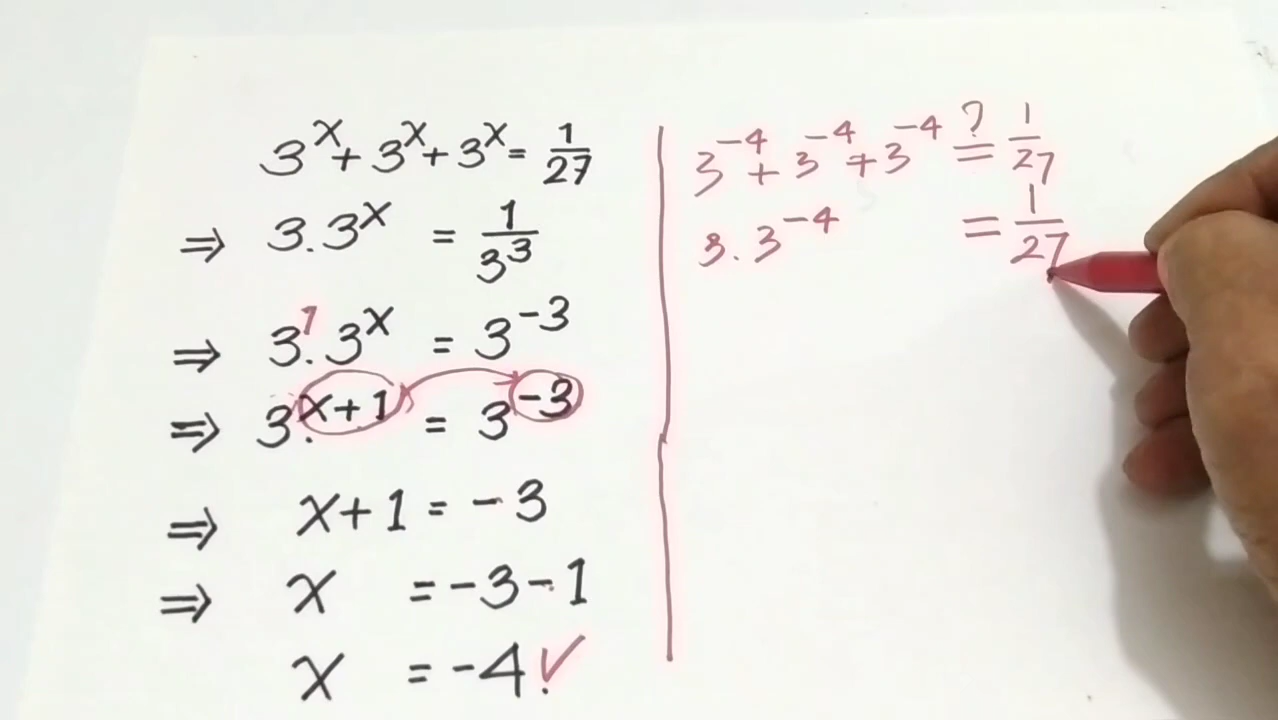 3^x + 3^x + 3^x = 1/27
⇒ 3 . 3^x = 1/3^3
⇒ 3^1 . 3^x = 3^-3
⇒ 3.^x+1 = 3^-3
⇒ x + 1 = -3
⇒ x = -3 - 1
x = -4 ✓
3^-4 + 3^-4 + 3^-4 ?= 1/27
3 . 3^-4 = 1/27